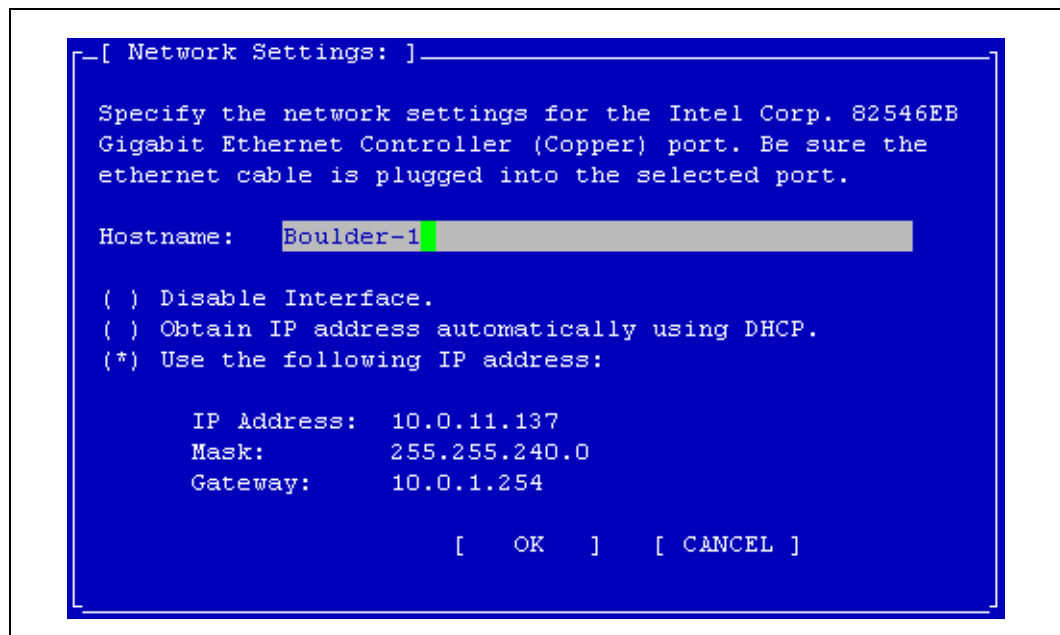 [ Network Settings: ]
Specify the network settings for the Intel Corp. 82546EB
Gigabit Ethernet Controller (Copper) port. Be sure the
ethernet cable is plugged into the selected port.
Hostname: Boulder-1
( ) Disable Interface.
( ) Obtain IP address automatically using DHCP.
(*) Use the following IP address:
IP Address: 10.0.11.137
Mask: 255.255.240.0
Gateway: 10.0.1.254
[ OK ] [ CANCEL ]